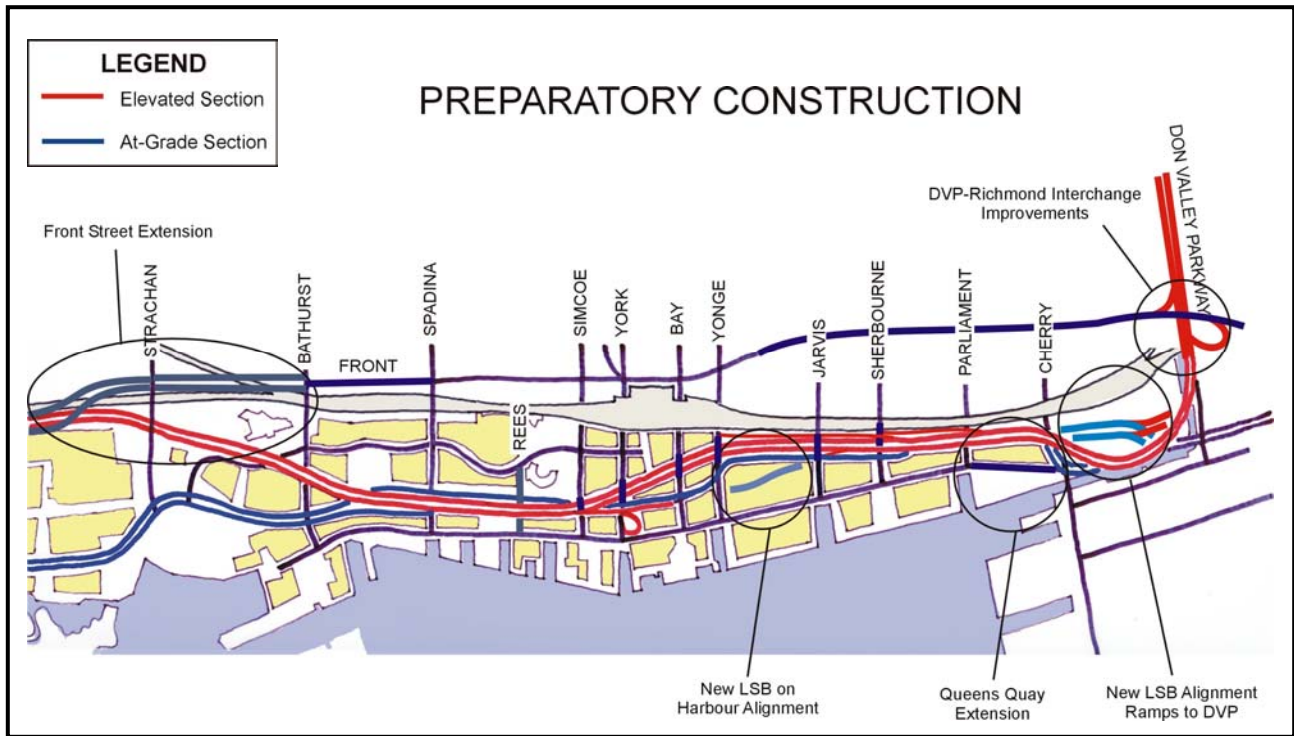 LEGEND
Elevated Section
At-Grade Section
PREPARATORY CONSTRUCTION
DON VALLEY PARKWAY
DVP-Richmond Interchange
Improvements
Front Street Extension
STRACHAN
BATHURST
FRONT
SPADINA
REES
SIMCOE
YORK
BAY
YONGE
JARVIS
SHERBOURNE
PARLIAMENT
CHERRY
New LSB on
Harbour Alignment
Queens Quay
Extension
New LSB Alignment
Ramps to DVP